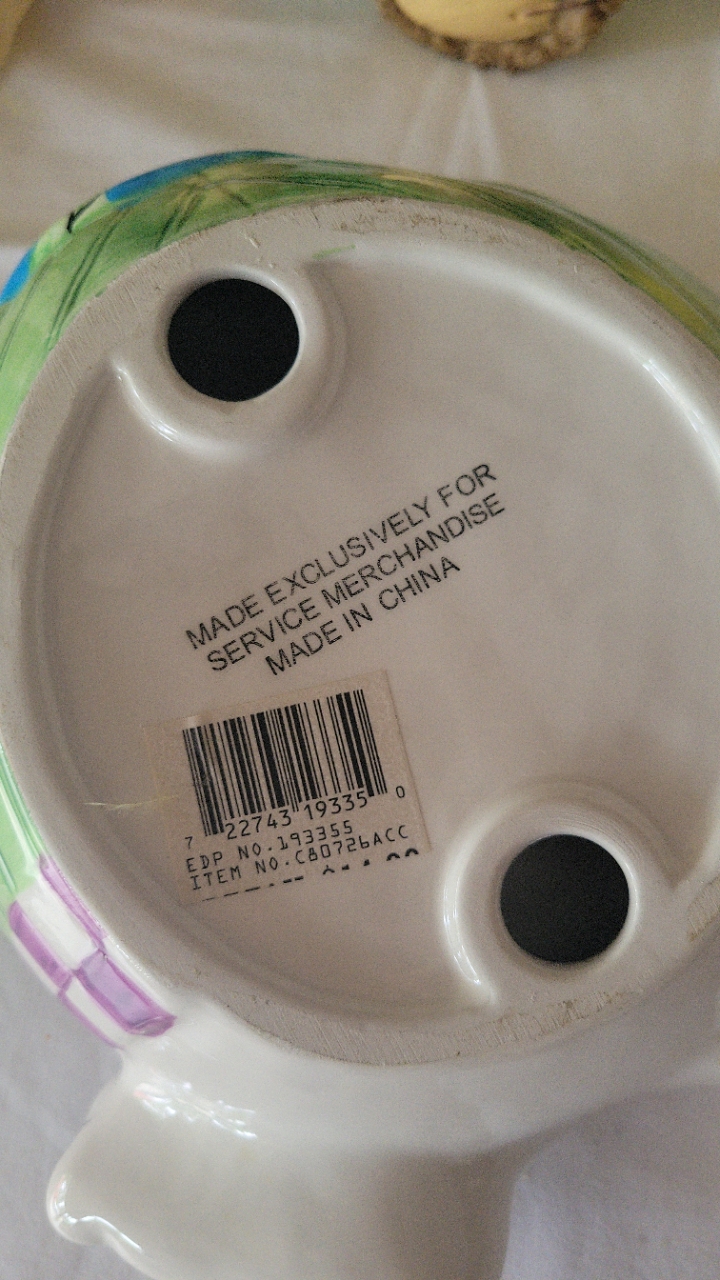 MADE EXCLUSIVELY FOR
SERVICE MERCHANDISE
MADE IN CHINA
7 22743 19335 0
EDP NO.193355
ITEM NO.C80726ACC